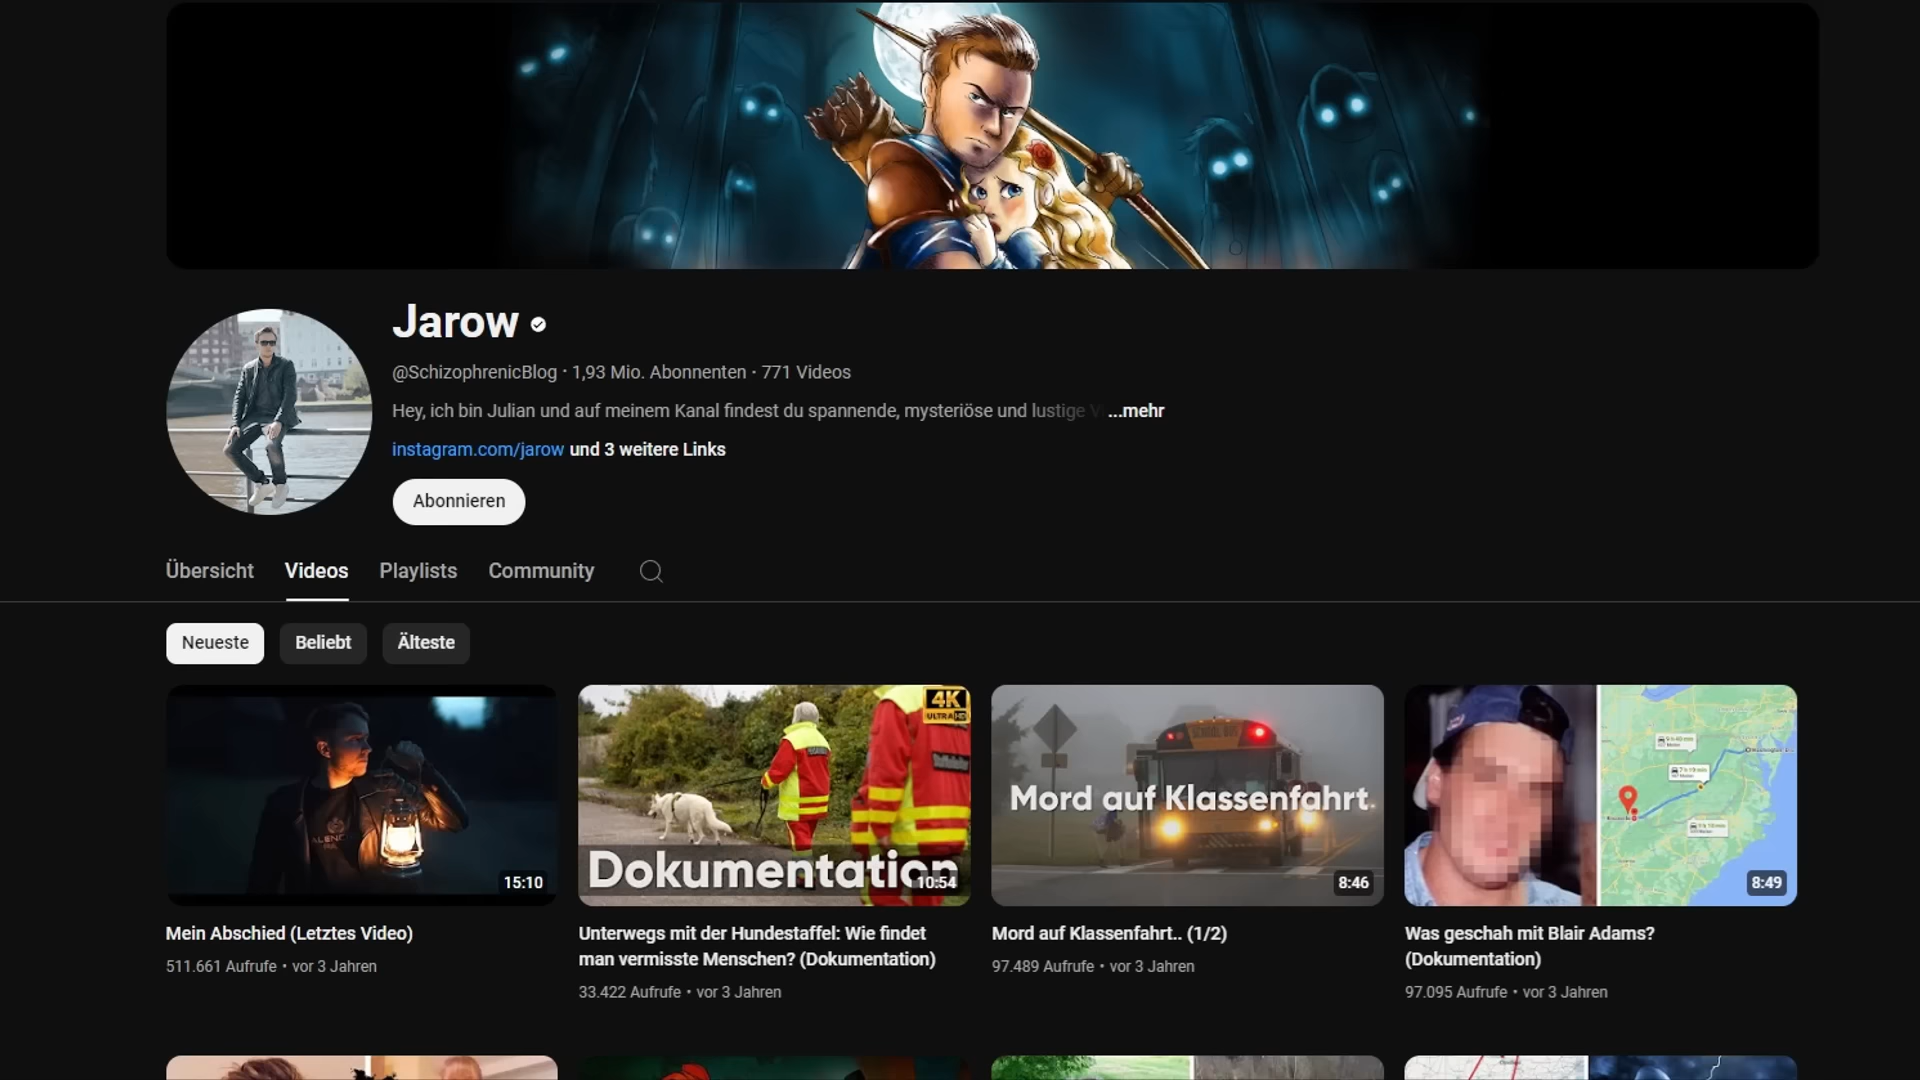 Jarow
@SchizophrenicBlog · 1,93 Mio. Abonnenten · 771 Videos
Hey, ich bin Julian und auf meinem Kanal findest du spannende, mysteriöse und lustige V ...mehr
instagram.com/jarow und 3 weitere Links
Abonnieren
Übersicht Videos Playlists Community
Neueste Beliebt Älteste
15:10
4K
ULTRA HD
Dokumentation
10:54
SCHOOL BUS
Mord auf Klassenfahrt.
8:46
8:49
Mein Abschied (Letztes Video)
511.661 Aufrufe • vor 3 Jahren
Unterwegs mit der Hundestaffel: Wie findet
man vermisste Menschen? (Dokumentation)
33.422 Aufrufe • vor 3 Jahren
Mord auf Klassenfahrt.. (1/2)
97.489 Aufrufe • vor 3 Jahren
Was geschah mit Blair Adams?
(Dokumentation)
97.095 Aufrufe • vor 3 Jahren